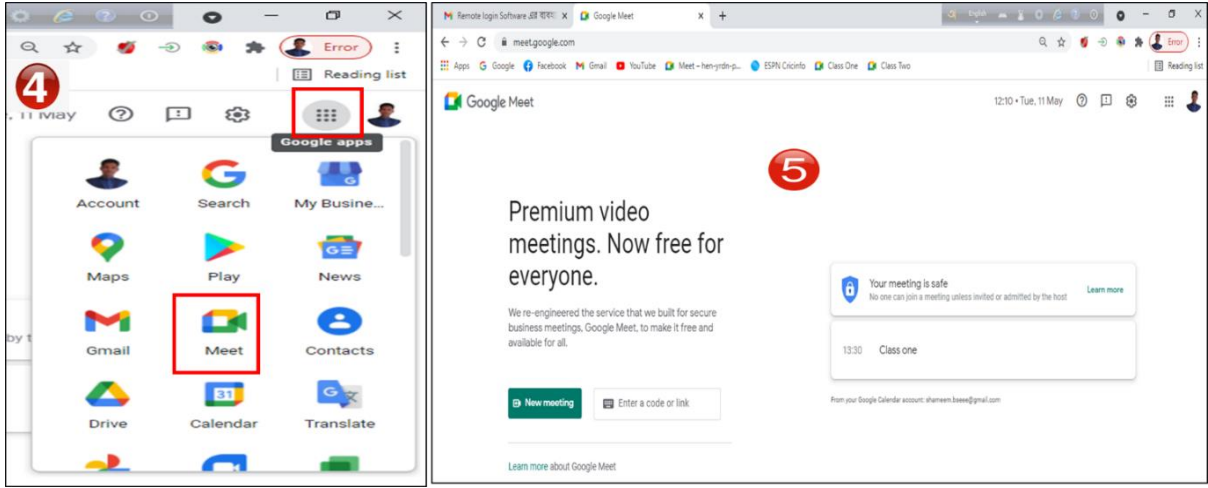 4
Error
Reading list
11 May
Google apps
Account Search My Busine...
Maps Play News
by t
Gmail Meet Contacts
31
Drive Calendar Translate
Remote login Software
Google Meet
meet.google.com
Error
Apps Google Facebook Gmail YouTube Meet – hen-yrdn-p... ESPN Cricinfo Class One Class Two
Reading list
Google Meet
12:10 • Tue, 11 May
5
Premium video
meetings. Now free for
everyone.
We re-engineered the service that we built for secure
business meetings, Google Meet, to make it free and
available for all.
New meeting
Enter a code or link
Learn more about Google Meet
Your meeting is safe
No one can join a meeting unless invited or admitted by the host
Learn more
13:30 Class one
From your Google Calendar account: shameem.bseee@gmail.com